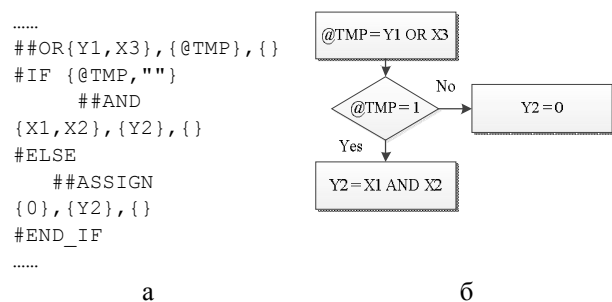 ……
##OR{Y1,X3},{@TMP},{}
#IF {@TMP,""}
##AND
{X1,X2},{Y2},{}
#ELSE
##ASSIGN
{0},{Y2},{}
#END_IF
……
а
@TMP=Y1 OR X3
@TMP=1
No
Y2=0
Yes
Y2=X1 AND X2
б